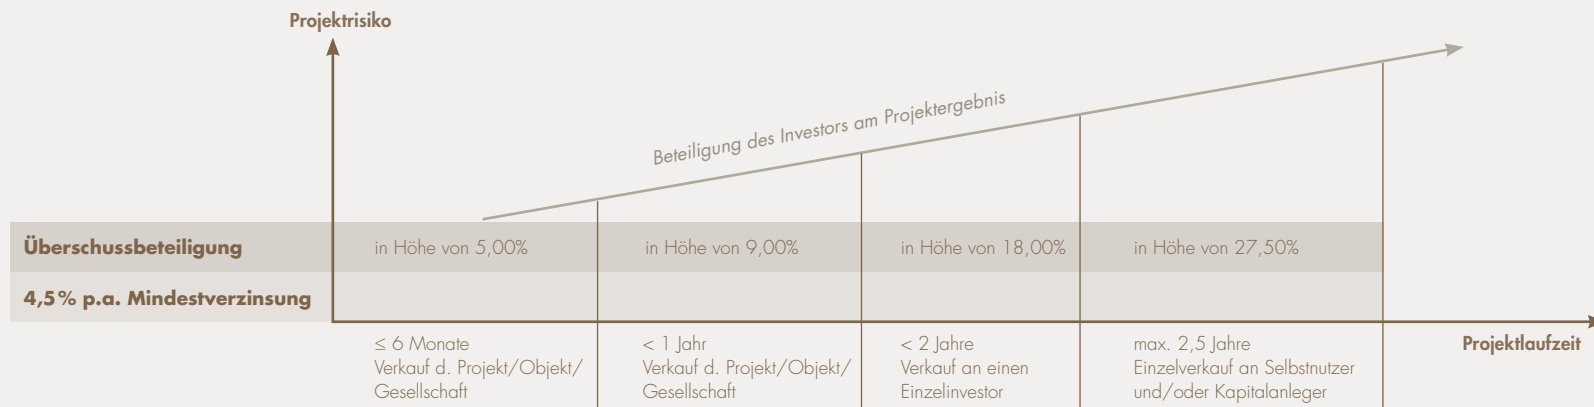 Projektrisiko
Beteiligung des Investors am Projektergebnis
Überschussbeteiligung
in Höhe von 5,00%
in Höhe von 9,00%
in Höhe von 18,00%
in Höhe von 27,50%
4,5% p.a. Mindestverzinsung
≤ 6 Monate
Verkauf d. Projekt/Objekt/
Gesellschaft
< 1 Jahr
Verkauf d. Projekt/Objekt/
Gesellschaft
< 2 Jahre
Verkauf an einen
Einzelinvestor
max. 2,5 Jahre
Einzelverkauf an Selbstnutzer
und/oder Kapitalanleger
Projektlaufzeit